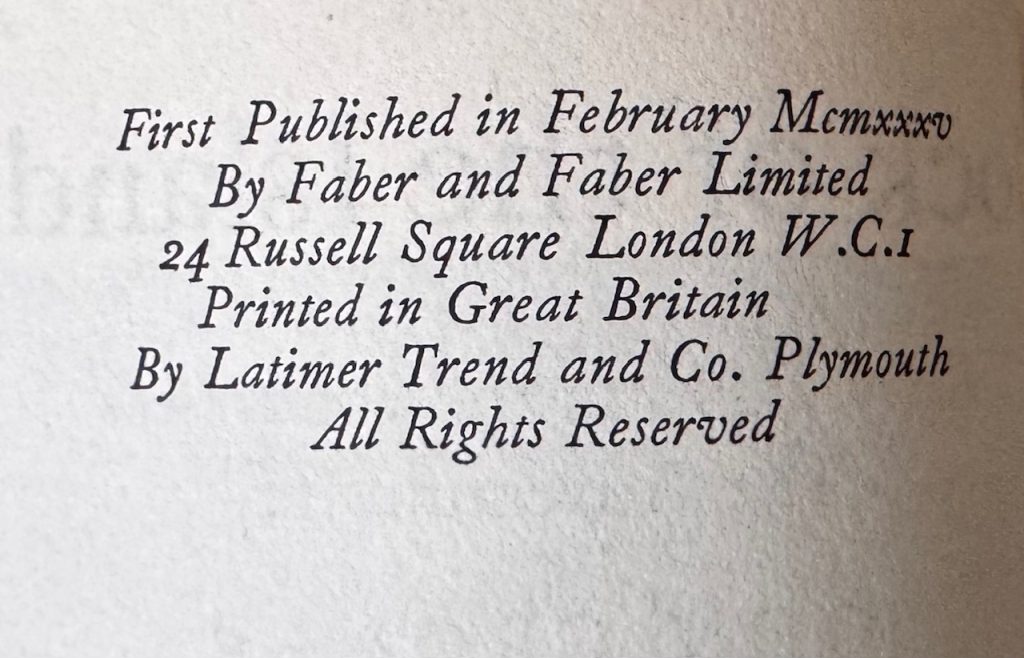 First Published in February Mcmxxxv
By Faber and Faber Limited
24 Russell Square London W.C.1
Printed in Great Britain
By Latimer Trend and Co. Plymouth
All Rights Reserved